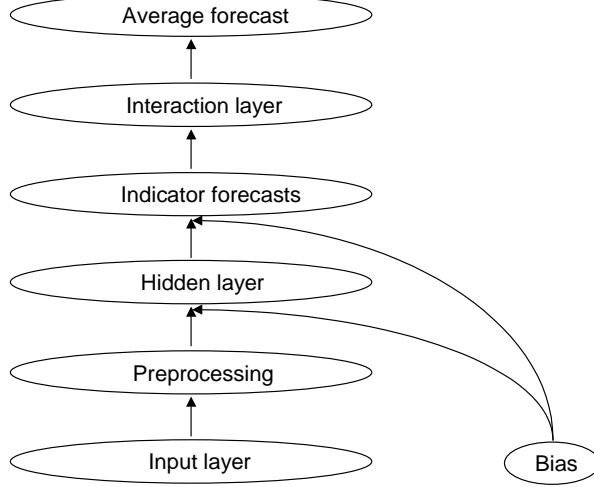 Average forecast
Interaction layer
Indicator forecasts
Hidden layer
Preprocessing
Input layer
Bias